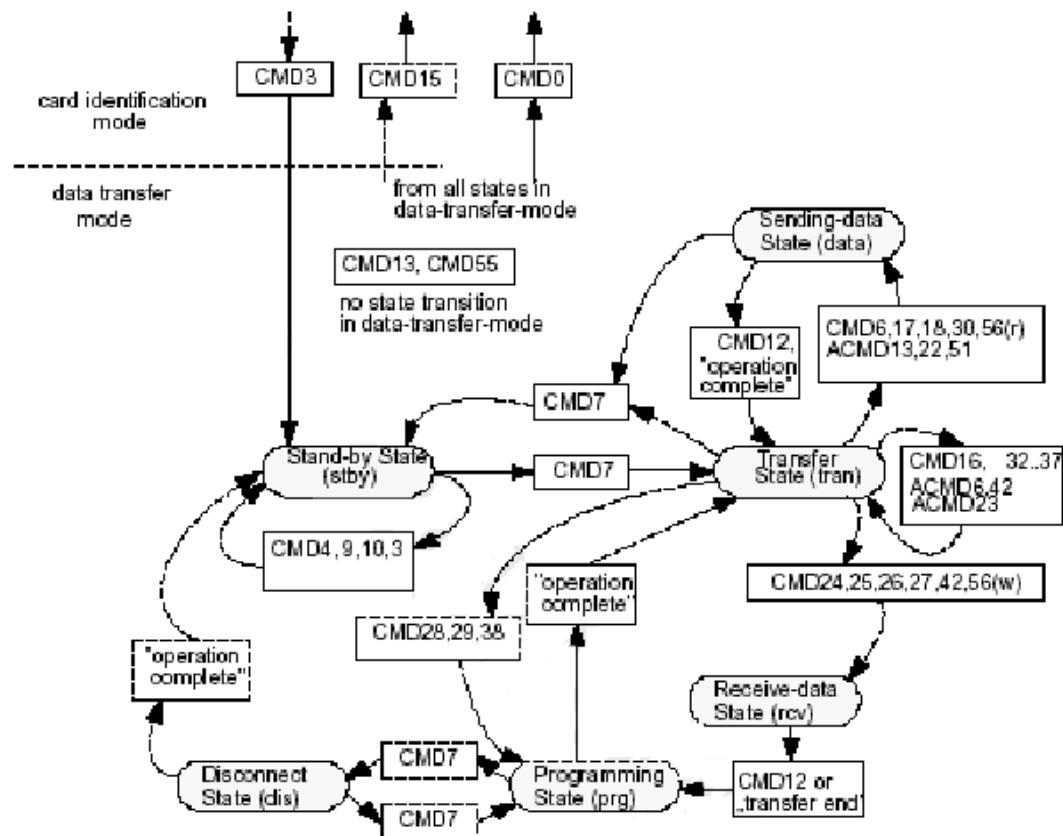 CMD3
CMD15
CMD0
card identification
mode
data transfer
mode
from all states in
data-transfer-mode
Sending-data
State (data)
CMD13, CMD55
no state transition
in data-transfer-mode
CMD12,
"operation
complete"
CMD6,17,18,30,56(r)
ACMD13,22,51
CMD7
Stand-by State
(stby)
CMD7
Transfer
State (tran)
CMD16, 32..37
ACMD6,42
ACMD23
CMD4,9,10,3
"operation
complete"
CMD24,25,26,27,42,56(w)
CMD28,29,38
"operation
complete"
Receive-data
State (rcv)
CMD7
Disconnect
State (dis)
Programming
State (prg)
CMD12 or
„transfer end"
CMD7